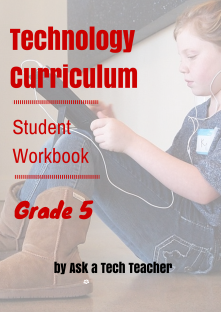 Technology
Curriculum
Student
Workbook
Grade 5
by Ask a Tech Teacher